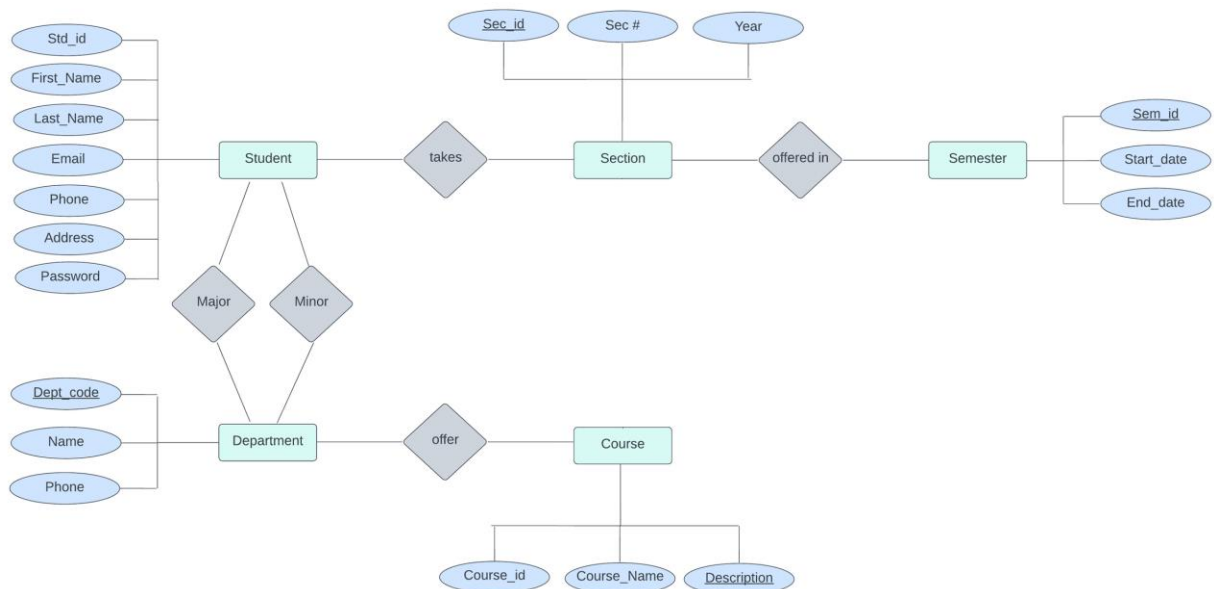 Std_id
First_Name
Last_Name
Email
Phone
Address
Password
Student
takes
Sec_id
Sec #
Year
Section
offered in
Semester
Sem_id
Start_date
End_date
Major
Minor
Dept_code
Name
Phone
Department
offer
Course
Course_id
Course_Name
Description